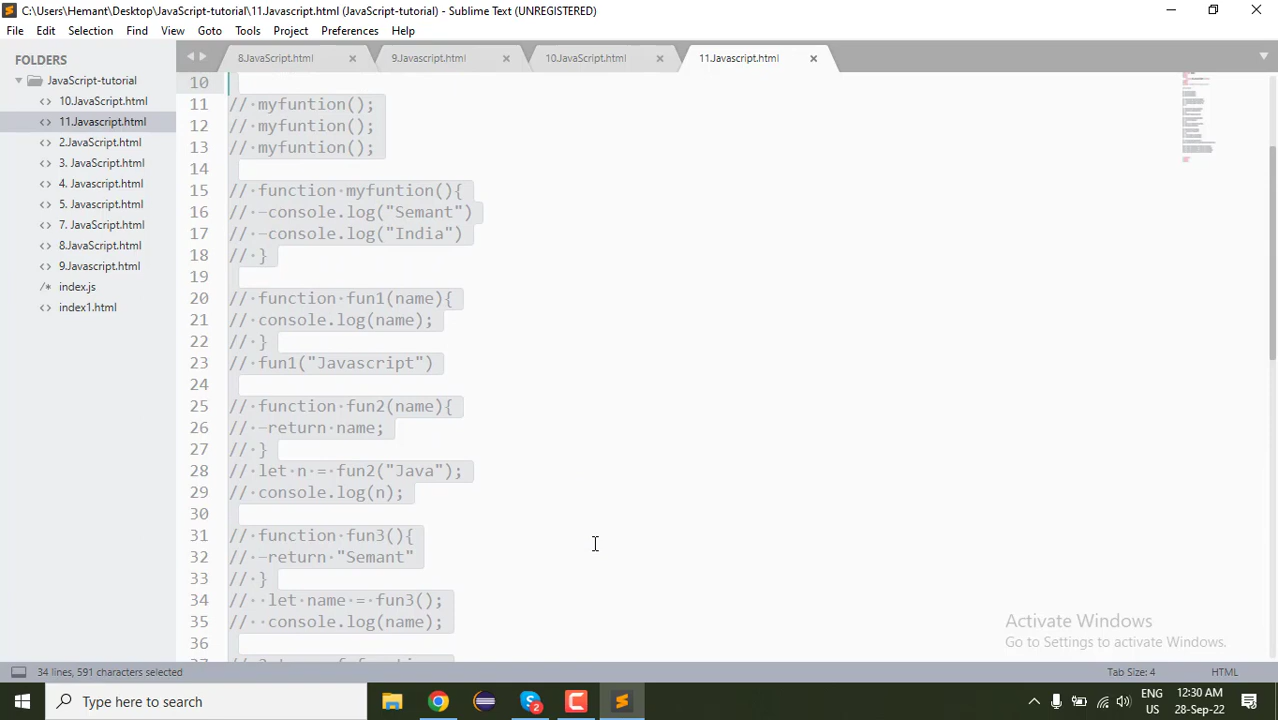 C:\Users\Hemant\Desktop\JavaScript-tutorial\11.Javascript.html (JavaScript-tutorial) - Sublime Text (UNREGISTERED)
File Edit Selection Find View Goto Tools Project Preferences Help
FOLDERS
JavaScript-tutorial
10.JavaScript.html
11.Javascript.html
2.JavaScript.html
3. JavaScript.html
4. Javascript.html
5. Javascript.html
7. JavaScript.html
8.JavaScript.html
9.Javascript.html
/* index.js
index1.html
8.JavaScript.html 9.Javascript.html 10.JavaScript.html 11.Javascript.html
10
11 // myfuntion();
12 // myfuntion();
13 // myfuntion();
14
15 // function myfuntion(){
16 // console.log("Semant")
17 // console.log("India")
18 // }
19
20 // function fun1(name){
21 // console.log(name);
22 // }
23 // fun1("Javascript")
24
25 // function fun2(name){
26 // return name;
27 // }
28 // let n = fun2("Java");
29 // console.log(n);
30
31 // function fun3(){
32 // return "Semant"
33 // }
34 // let name = fun3();
35 // console.log(name);
36
Activate Windows
Go to Settings to activate Windows.
34 lines, 591 characters selected Tab Size: 4 HTML
Type here to search
2
ENG
US
12:30 AM
28-Sep-22